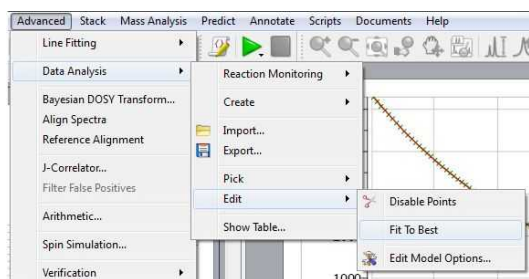 Advanced Stack Mass Analysis Predict Annotate Scripts Documents Help
Line Fitting
Data Analysis
Bayesian DOSY Transform...
Align Spectra
Reference Alignment
J-Correlator...
Filter False Positives
Arithmetic...
Spin Simulation...
Verification
Reaction Monitoring
Create
Import...
Export...
Pick
Edit
Show Table...
Disable Points
Fit To Best
Edit Model Options...